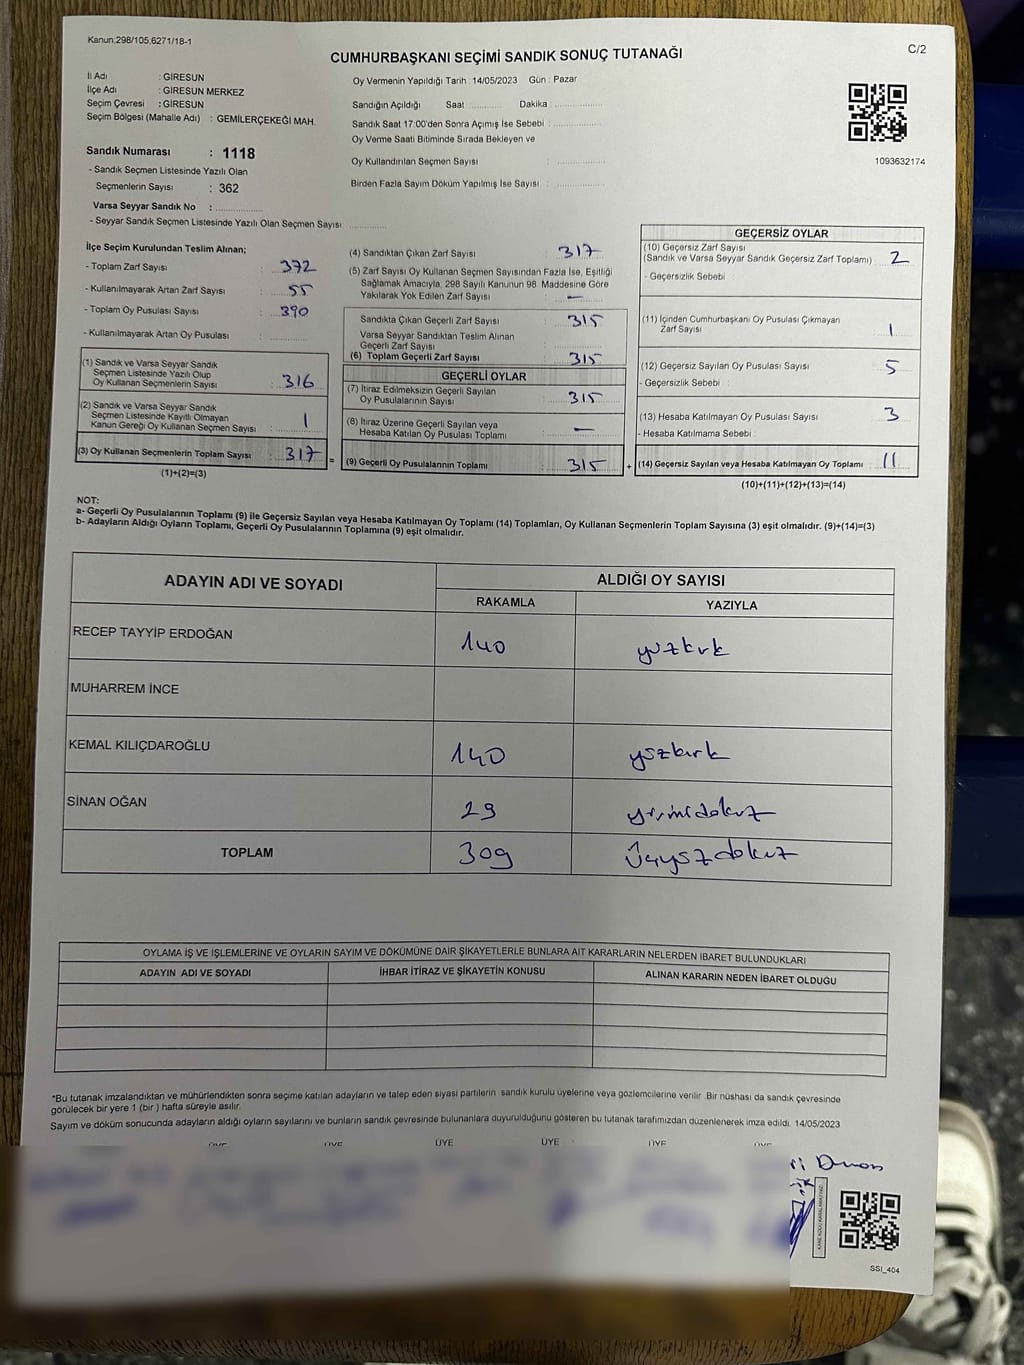 Kanun.298/105,6271/18-1
C/2
CUMHURBAŞKANI SEÇİMİ SANDIK SONUÇ TUTANAĞI
İl Adı : GİRESUN
İlçe Adı : GİRESUN MERKEZ
Seçim Çevresi : GİRESUN
Seçim Bölgesi (Mahalle Adı) : GEMİLERÇEKEĞİ MAH.
Sandık Numarası : 1118
- Sandık Seçmen Listesinde Yazılı Olan
Seçmenlerin Sayısı : 362
Varsa Seyyar Sandık No :
- Seyyar Sandık Seçmen Listesinde Yazılı Olan Seçmen Sayısı
Oy Vermenin Yapıldığı Tarih : 14/05/2023 Gün : Pazar
Sandığın Açıldığı Saat Dakika :
Sandık Saat 17:00'den Sonra Açımış İse Sebebi :
Oy Verme Saati Bitiminde Sırada Bekleyen ve
Oy Kullandırılan Seçmen Sayısı :
Birden Fazla Sayım Döküm Yapılmış İse Sayısı :
1093632174
İlçe Seçim Kurulundan Teslim Alınan;
- Toplam Zarf Sayısı : 372
- Kullanılmayarak Artan Zarf Sayısı : 55
- Toplam Oy Pusulası Sayısı : 390
- Kullanılmayarak Artan Oy Pusulası :
(1) Sandık ve Varsa Seyyar Sandık
Seçmen Listesinde Yazılı Olup
Oy Kullanan Seçmenlerin Sayısı : 316
(2) Sandık ve Varsa Seyyar Sandık
Seçmen Listesinde Kayıtlı Olmayan
Kanun Gereği Oy Kullanan Seçmen Sayısı : 1
(3) Oy Kullanan Seçmenlerin Toplam Sayısı : 317
(1)+(2)=(3)
(4) Sandıktan Çıkan Zarf Sayısı : 317
(5) Zarf Sayısı Oy Kullanan Seçmen Sayısından Fazla İse, Eşitliği
Sağlamak Amacıyla, 298 Sayılı Kanunun 98. Maddesine Göre
Yakılarak Yok Edilen Zarf Sayısı : —
Sandıkta Çıkan Geçerli Zarf Sayısı : 315
Varsa Seyyar Sandıktan Teslim Alınan
Geçerli Zarf Sayısı :
(6) Toplam Geçerli Zarf Sayısı : 315
GEÇERLİ OYLAR
(7) İtiraz Edilmeksizin Geçerli Sayılan
Oy Pusulalarının Sayısı : 315
(8) İtiraz Üzerine Geçerli Sayılan veya
Hesaba Katılan Oy Pusulası Toplamı : —
= (9) Geçerli Oy Pusulalarının Toplamı : 315 +
GEÇERSİZ OYLAR
(10) Geçersiz Zarf Sayısı
(Sandık ve Varsa Seyyar Sandık Geçersiz Zarf Toplamı) : 2
- Geçersizlik Sebebi :
(11) İçinden Cumhurbaşkanı Oy Pusulası Çıkmayan
Zarf Sayısı : 1
(12) Geçersiz Sayılan Oy Pusulası Sayısı : 5
- Geçersizlik Sebebi :
(13) Hesaba Katılmayan Oy Pusulası Sayısı : 3
- Hesaba Katılmama Sebebi :
(14) Geçersiz Sayılan veya Hesaba Katılmayan Oy Toplamı : 11
(10)+(11)+(12)+(13)=(14)
NOT:
a- Geçerli Oy Pusulalarının Toplamı (9) ile Geçersiz Sayılan veya Hesaba Katılmayan Oy Toplamı (14) Toplamları, Oy Kullanan Seçmenlerin Toplam Sayısına (3) eşit olmalıdır. (9)+(14)=(3)
b- Adayların Aldığı Oyların Toplamı, Geçerli Oy Pusulalarının Toplamına (9) eşit olmalıdır.
ADAYIN ADI VE SOYADI ALDIĞI OY SAYISI
RAKAMLA YAZIYLA
RECEP TAYYİP ERDOĞAN 140 yüzkırk
MUHARREM İNCE
KEMAL KILIÇDAROĞLU 140 yüzkırk
SİNAN OĞAN 29 yirmidokuz
TOPLAM 309 Üçyüzdokuz
OYLAMA İŞ VE İŞLEMLERİNE VE OYLARIN SAYIM VE DÖKÜMÜNE DAİR ŞİKAYETLERLE BUNLARA AİT KARARLARIN NELERDEN İBARET BULUNDUKLARI
ADAYIN ADI VE SOYADI İHBAR İTİRAZ VE ŞİKAYETİN KONUSU ALINAN KARARIN NEDEN İBARET OLDUĞU
*Bu tutanak imzalandıktan ve mühürlendikten sonra seçime katılan adayların ve talep eden siyasi partilerin sandık kurulu üyelerine veya gözlemcilerine verilir. Bir nüshası da sandık çevresinde
görülecek bir yere 1 (bir ) hafta süreyle asılır.
Sayım ve döküm sonucunda adayların aldığı oyların sayılarını ve bunların sandık çevresinde bulunanlara duyurulduğunu gösteren bu tutanak tarafımızdan düzenlenerek imza edildi. 14/05/2023
ÜYE ÜYE ÜYE ÜYE ÜYE ÜYE
SSI_404